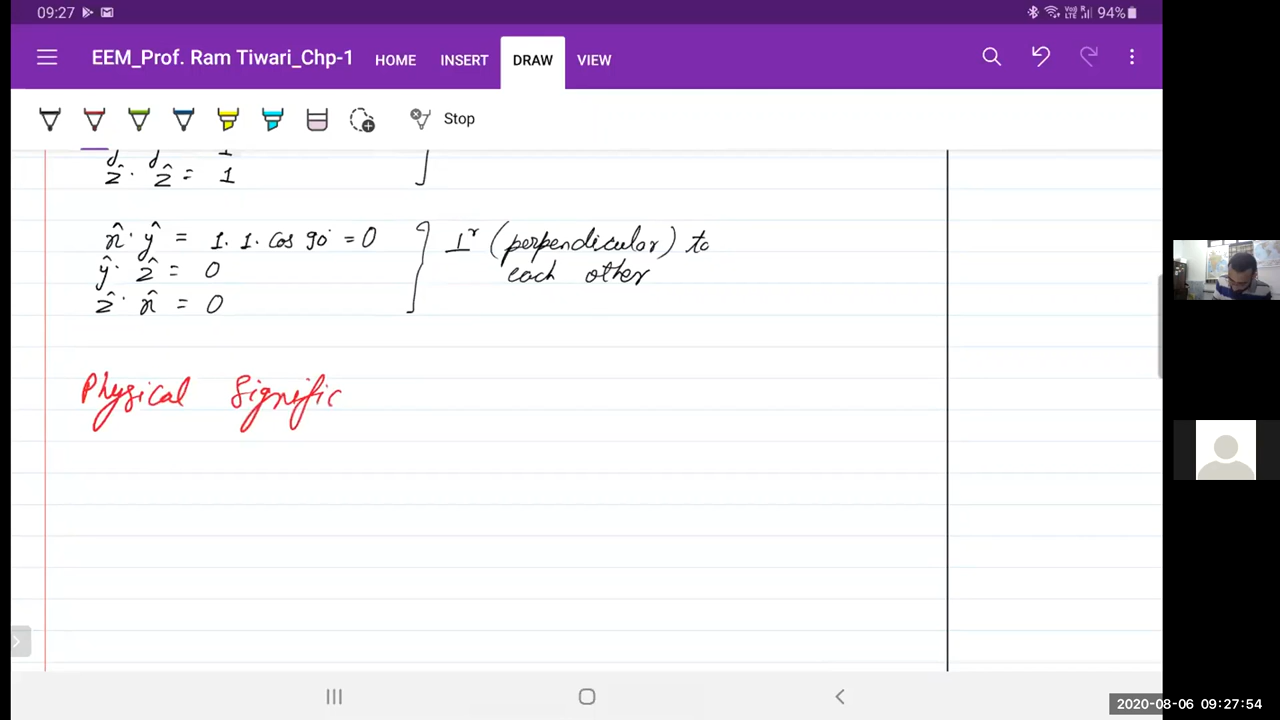 09:27 94%
EEM_Prof. Ram Tiwari_Chp-1 HOME INSERT DRAW VIEW
Stop
ẑ · ẑ = 1
x̂ · ŷ = 1. 1. cos 90° = 0
ŷ · ẑ = 0
ẑ · x̂ = 0
⊥ʳ (perpendicular) to
each other
Physical Signific
2020-08-06 09:27:54